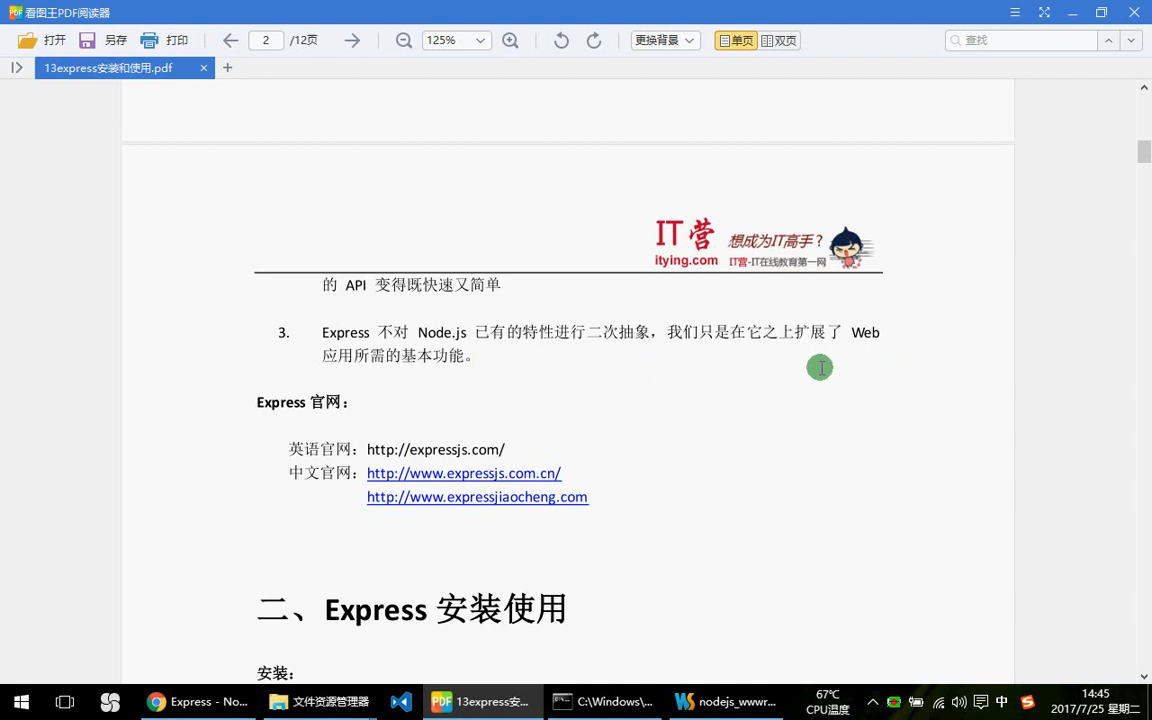 看图王PDF阅读器
打开 另存 打印 2 /12页 125% 更换背景 单页 双页 查找
13express安装和使用.pdf
IT营 想成为IT高手?
itying.com IT营-IT在线教育第一网
的 API 变得既快速又简单
3. Express 不对 Node.js 已有的特性进行二次抽象，我们只是在它之上扩展了 Web
应用所需的基本功能。
Express 官网：
英语官网：http://expressjs.com/
中文官网：http://www.expressjs.com.cn/
http://www.expressjiaocheng.com
二、Express 安装使用
安装：
Express - No... 文件资源管理器 PDF 13express安... C:\Windows\... nodejs_wwwr... 67℃ 中 14:45
CPU温度 2017/7/25 星期二